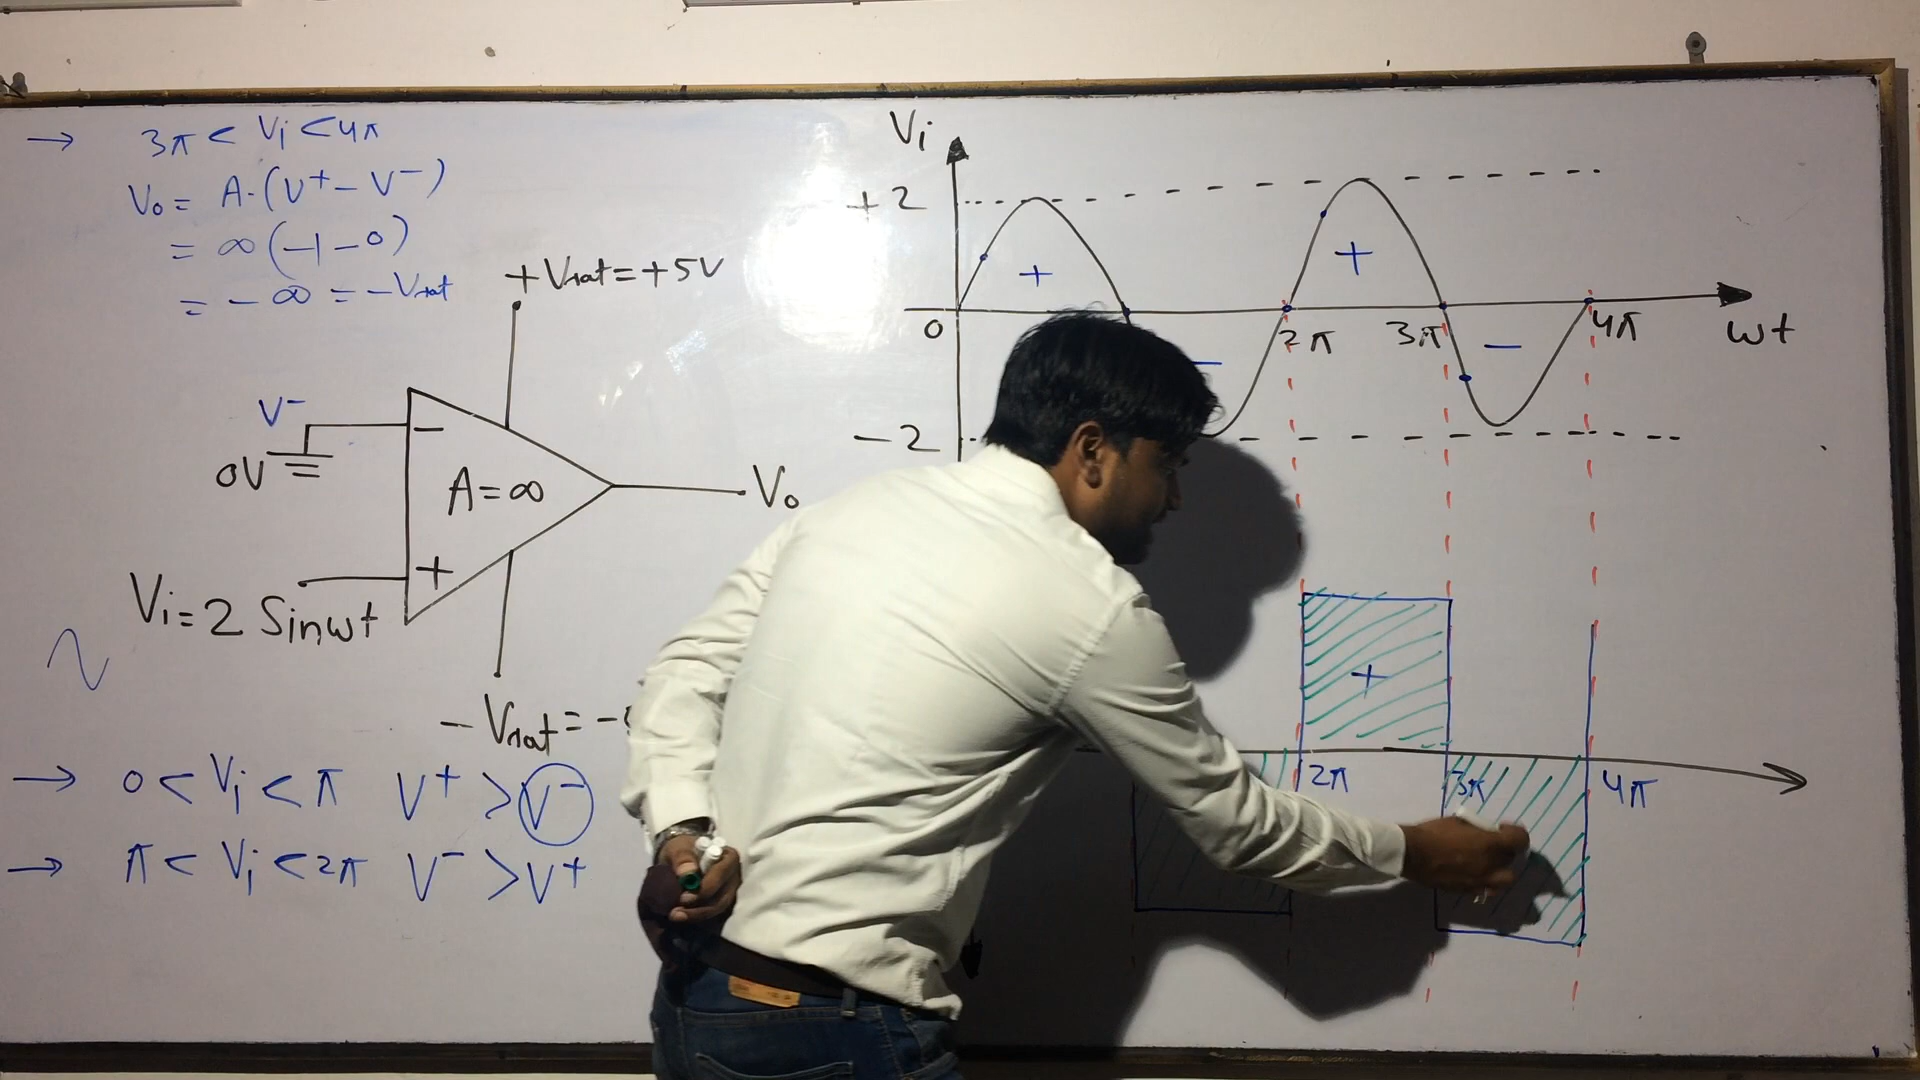 → 3π < Vi < 4π
Vo = A·(V+ − V−)
= ∞(−1−0)
= −∞ = −Vsat
+Vsat = +5V
V−
0V
−
A=∞
+
Vo
Vi = 2 Sinωt
−Vsat = −
→ 0 < Vi < π V+ > V−
→ π < Vi < 2π V− > V+
Vi
+2
+
+
0
2π
3π
4π
ωt
−
−
−2
+
2π
3π
4π